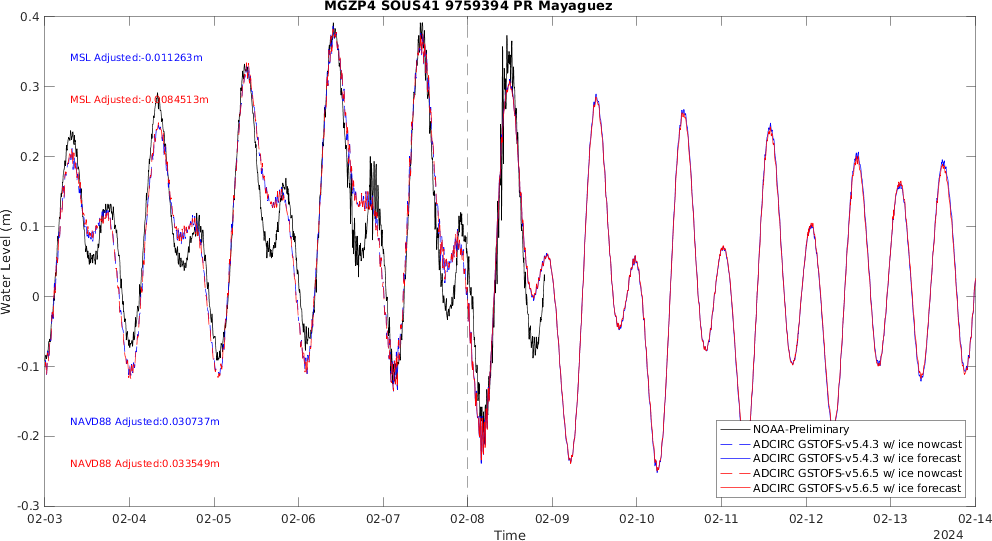 MGZP4 SOUS41 9759394 PR Mayaguez
0.4
0.3
0.2
0.1
0
-0.1
-0.2
-0.3
Water Level (m)
MSL Adjusted:-0.011263m
MSL Adjusted:-0.0084513m
NAVD88 Adjusted:0.030737m
NAVD88 Adjusted:0.033549m
NOAA-Preliminary
ADCIRC GSTOFS-v5.4.3 w/ ice nowcast
ADCIRC GSTOFS-v5.4.3 w/ ice forecast
ADCIRC GSTOFS-v5.6.5 w/ ice nowcast
ADCIRC GSTOFS-v5.6.5 w/ ice forecast
02-03 02-04 02-05 02-06 02-07 02-08 02-09 02-10 02-11 02-12 02-13 02-14
Time
2024